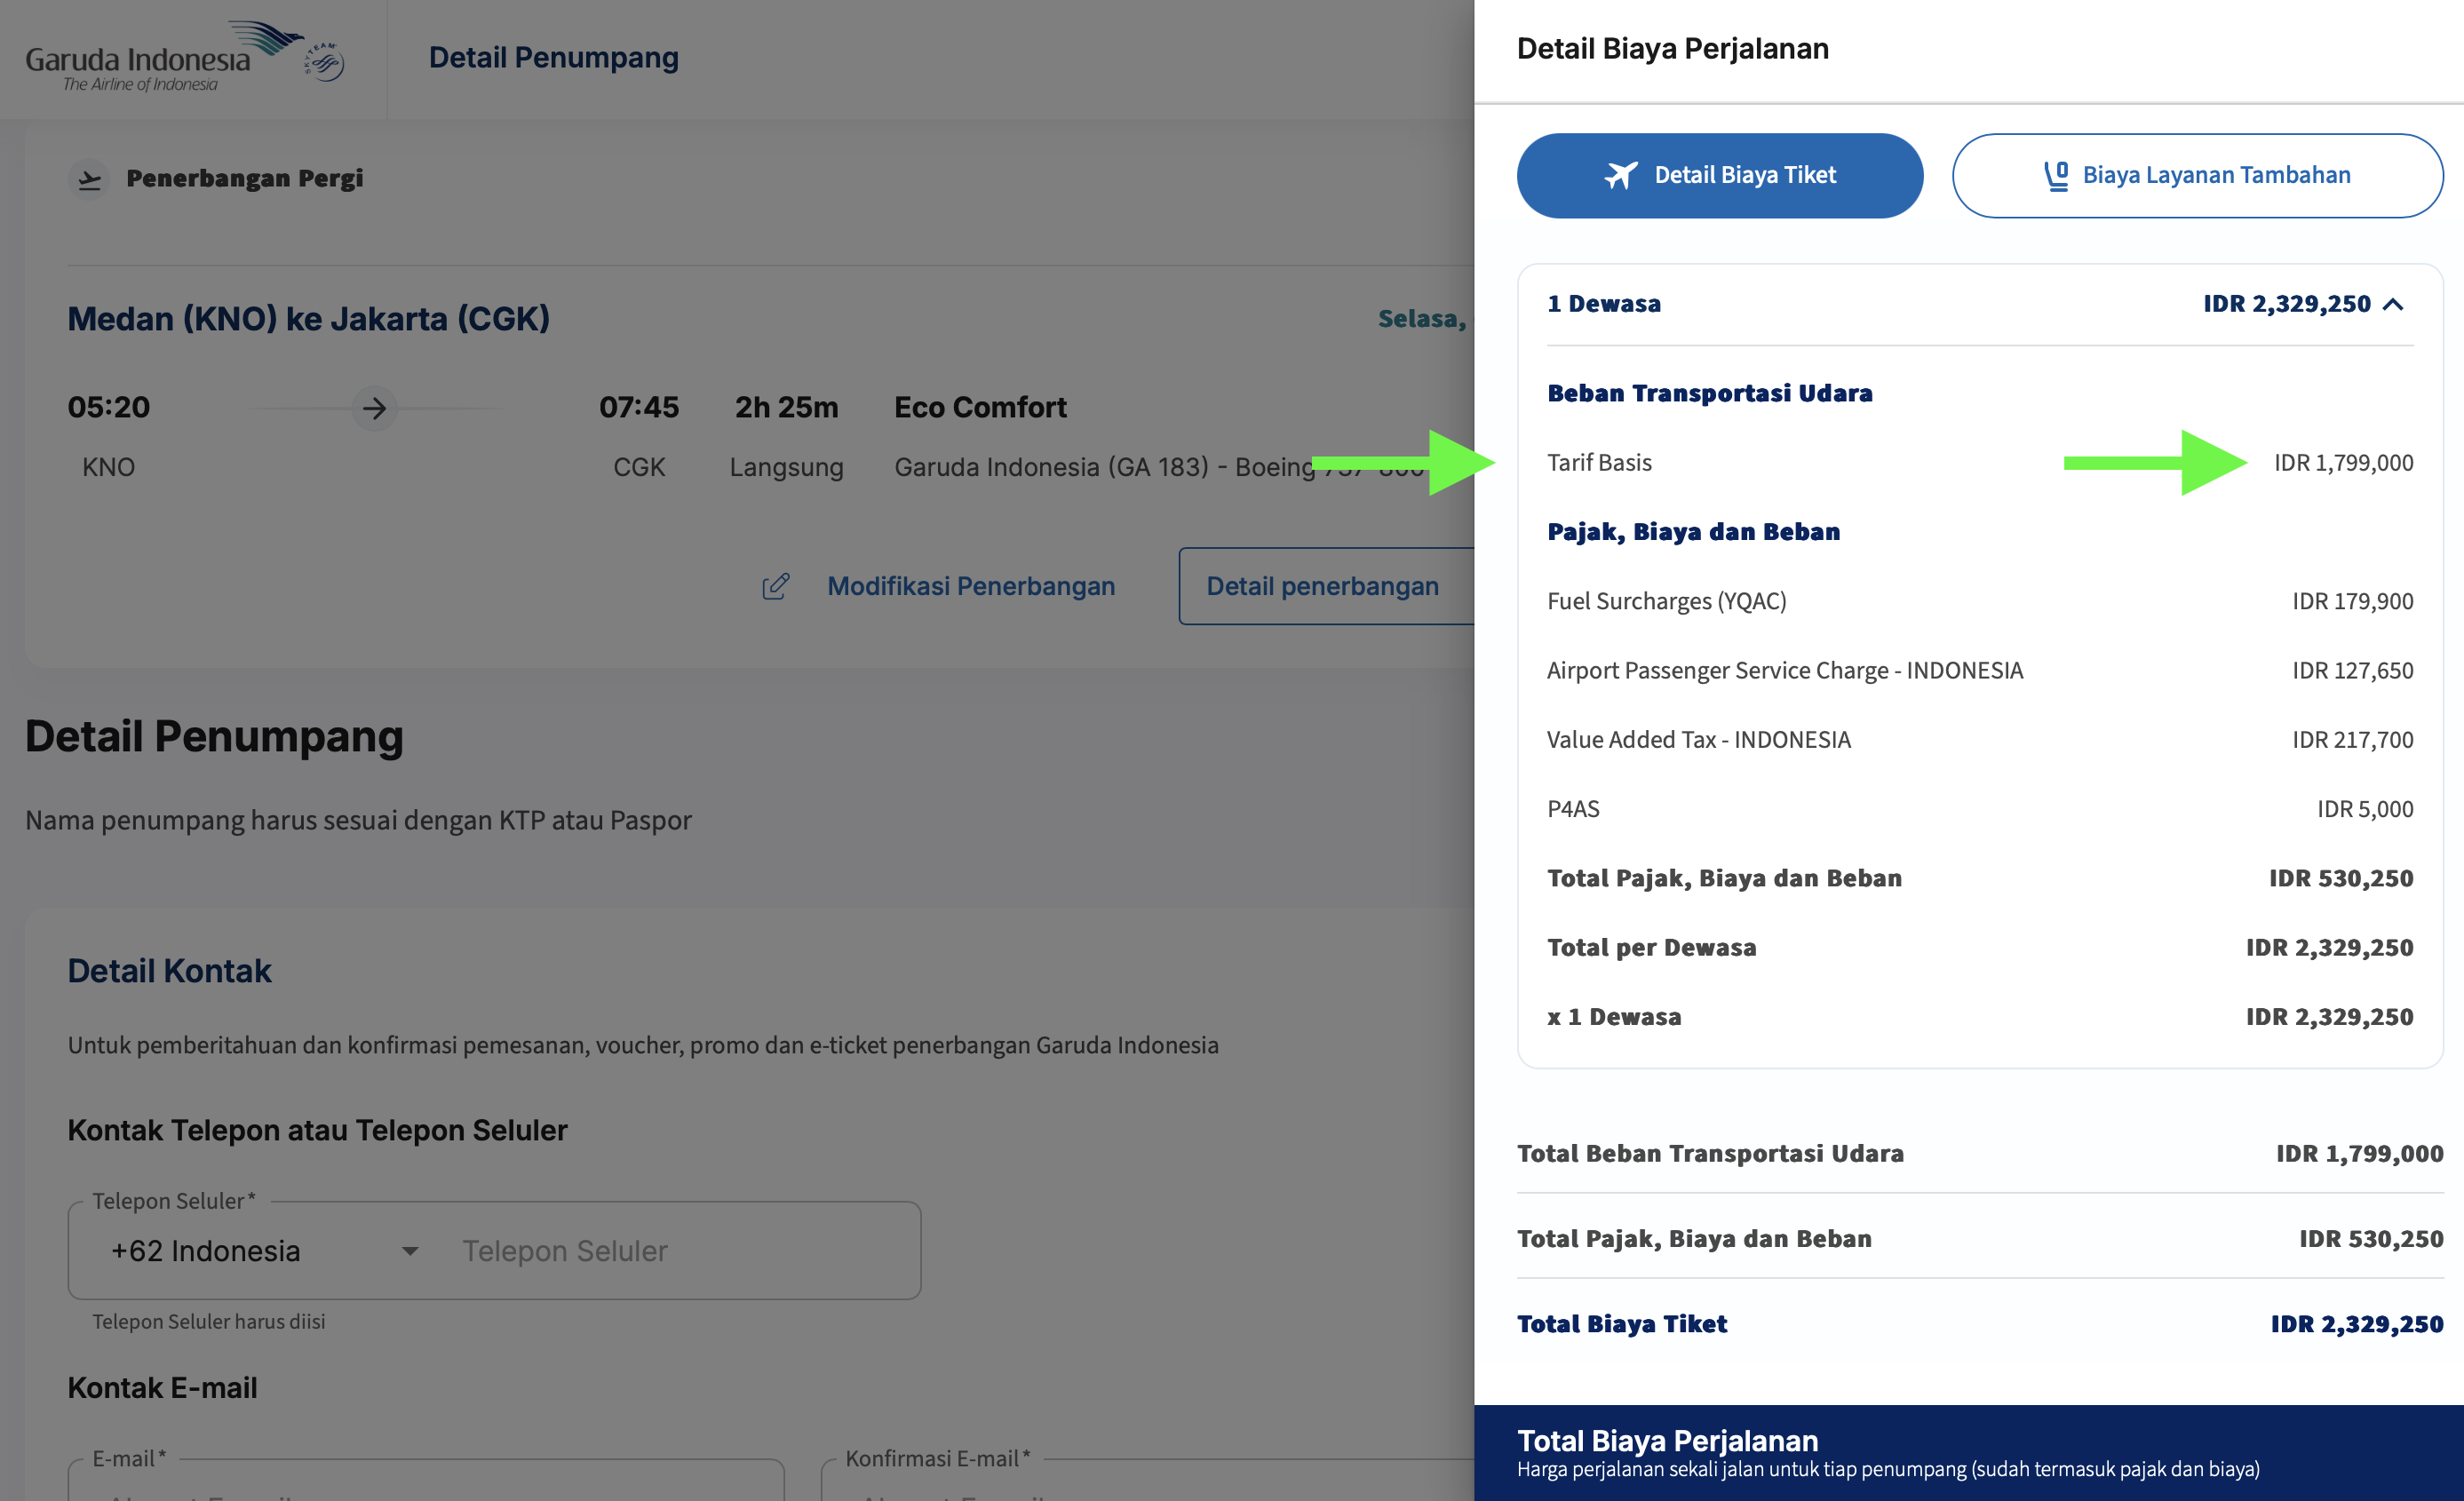 Garuda Indonesia
The Airline of Indonesia
SKYTEAM
Detail Penumpang
Penerbangan Pergi
Medan (KNO) ke Jakarta (CGK)
Selasa,
05:20
07:45
2h 25m
Eco Comfort
KNO
CGK
Langsung
Garuda Indonesia (GA 183) - Boeing
Modifikasi Penerbangan
Detail penerbangan
Detail Penumpang
Nama penumpang harus sesuai dengan KTP atau Paspor
Detail Kontak
Untuk pemberitahuan dan konfirmasi pemesanan, voucher, promo dan e-ticket penerbangan Garuda Indonesia
Kontak Telepon atau Telepon Seluler
Telepon Seluler*
+62 Indonesia
Telepon Seluler
Telepon Seluler harus diisi
Kontak E-mail
E-mail*
Konfirmasi E-mail*
Detail Biaya Perjalanan
Detail Biaya Tiket
Biaya Layanan Tambahan
1 Dewasa IDR 2,329,250
Beban Transportasi Udara
Tarif Basis IDR 1,799,000
Pajak, Biaya dan Beban
Fuel Surcharges (YQAC) IDR 179,900
Airport Passenger Service Charge - INDONESIA IDR 127,650
Value Added Tax - INDONESIA IDR 217,700
P4AS IDR 5,000
Total Pajak, Biaya dan Beban IDR 530,250
Total per Dewasa IDR 2,329,250
x 1 Dewasa IDR 2,329,250
Total Beban Transportasi Udara IDR 1,799,000
Total Pajak, Biaya dan Beban IDR 530,250
Total Biaya Tiket IDR 2,329,250
Total Biaya Perjalanan
Harga perjalanan sekali jalan untuk tiap penumpang (sudah termasuk pajak dan biaya)